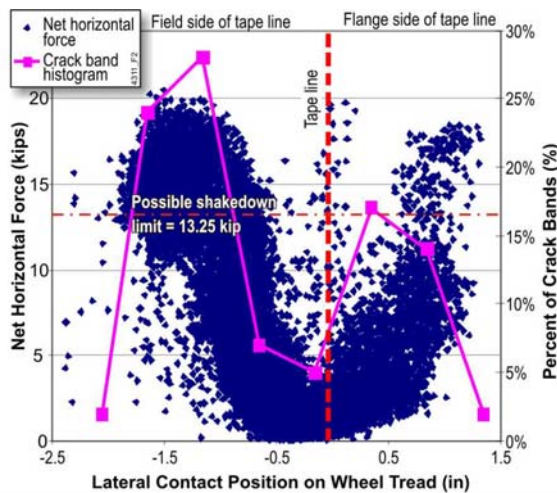 Field side of tape line
Flange side of tape line
Net horizontal
force
Crack band
histogram
4311_F2
Tape line
Possible shakedown
limit = 13.25 kip
Net Horizontal Force (kips)
20
15
10
5
0
Percent of Crack Bands (%)
30%
25%
20%
15%
10%
5%
0%
-2.5
-1.5
-0.5
0.5
1.5
Lateral Contact Position on Wheel Tread (in)